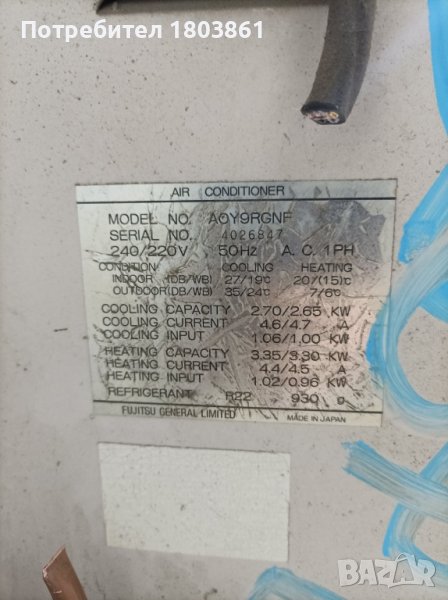 Потребител 1803861
AIR CONDITIONER
MODEL NO. AOY9RGNF
SERIAL NO. 4026847
240/220V 50Hz A.C. 1PH
CONDITION COOLING HEATING
INDOOR (DB/WB) 27/19°C 20/(15)°C
OUTDOOR(DB/WB) 35/24°C 7/6°C
COOLING CAPACITY 2.70/2.65 KW
COOLING CURRENT 4.6/4.7 A
COOLING INPUT 1.06/1.00 KW
HEATING CAPACITY 3.35/3.30 KW
HEATING CURRENT 4.4/4.5 A
HEATING INPUT 1.02/0.96 KW
REFRIGERANT R22 930 g
FUJITSU GENERAL LIMITED MADE IN JAPAN
BAZAR